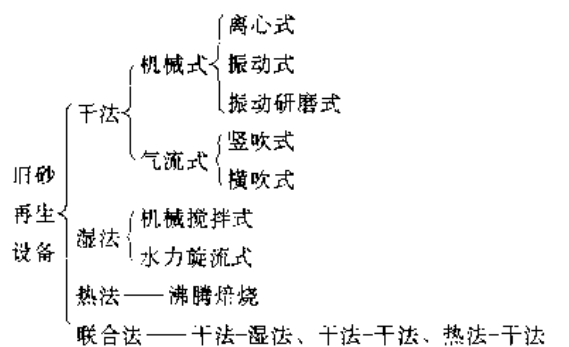 旧砂
再生
设备
干法
机械式
离心式
振动式
振动研磨式
气流式
竖吹式
横吹式
湿法
机械搅拌式
水力旋流式
热法——沸腾焙烧
联合法——干法-湿法、干法-干法、热法-干法